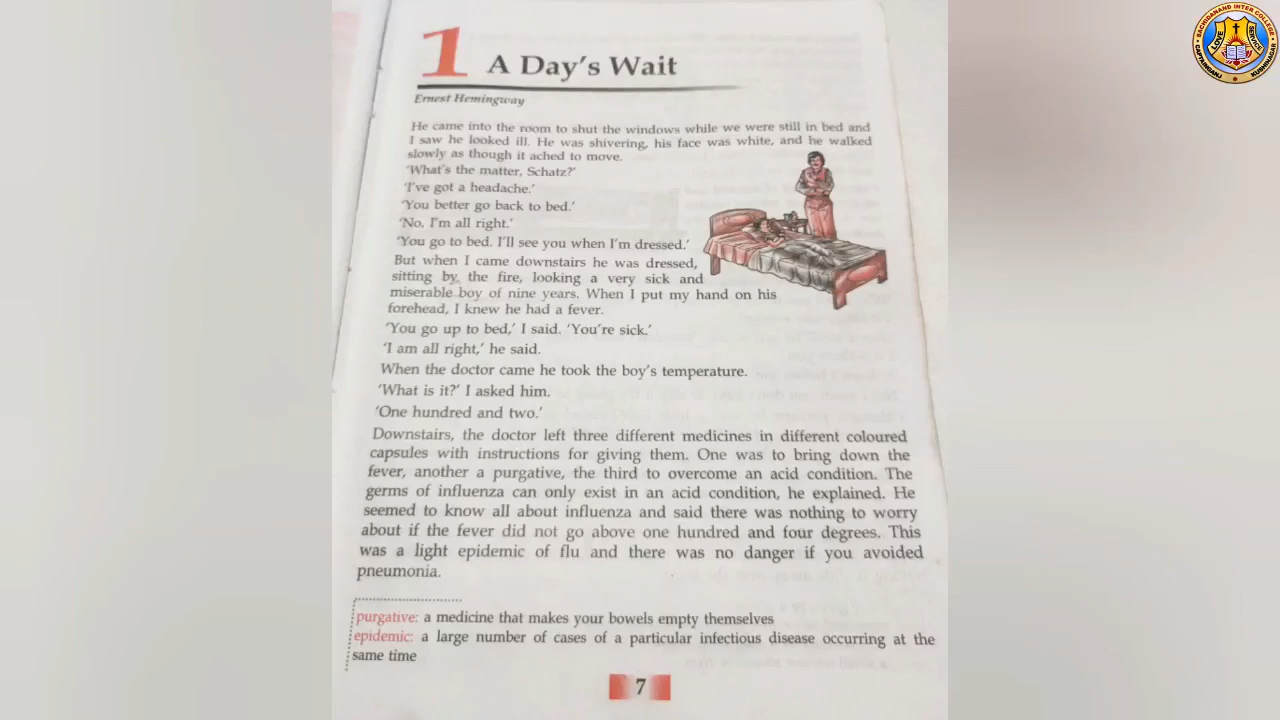 SACHIDANAND INTER COLLEGE
LOVE
SERVICE
KUSHINAGAR
1
A Day's Wait
Ernest Hemingway
He came into the room to shut the windows while we were still in bed and
I saw he looked ill. He was shivering, his face was white, and he walked
slowly as though it ached to move.
'What's the matter, Schatz?'
'I've got a headache.'
'You better go back to bed.'
'No, I'm all right.'
'You go to bed. I'll see you when I'm dressed.'
But when I came downstairs he was dressed,
sitting by the fire, looking a very sick and
miserable boy of nine years. When I put my hand on his
forehead, I knew he had a fever.
'You go up to bed,' I said. 'You're sick.'
'I am all right,' he said.
When the doctor came he took the boy's temperature.
'What is it?' I asked him.
'One hundred and two.'
Downstairs, the doctor left three different medicines in different coloured
capsules with instructions for giving them. One was to bring down the
fever, another a purgative, the third to overcome an acid condition. The
germs of influenza can only exist in an acid condition, he explained. He
seemed to know all about influenza and said there was nothing to worry
about if the fever did not go above one hundred and four degrees. This
was a light epidemic of flu and there was no danger if you avoided
pneumonia.
purgative: a medicine that makes your bowels empty themselves
epidemic: a large number of cases of a particular infectious disease occurring at the
same time
7